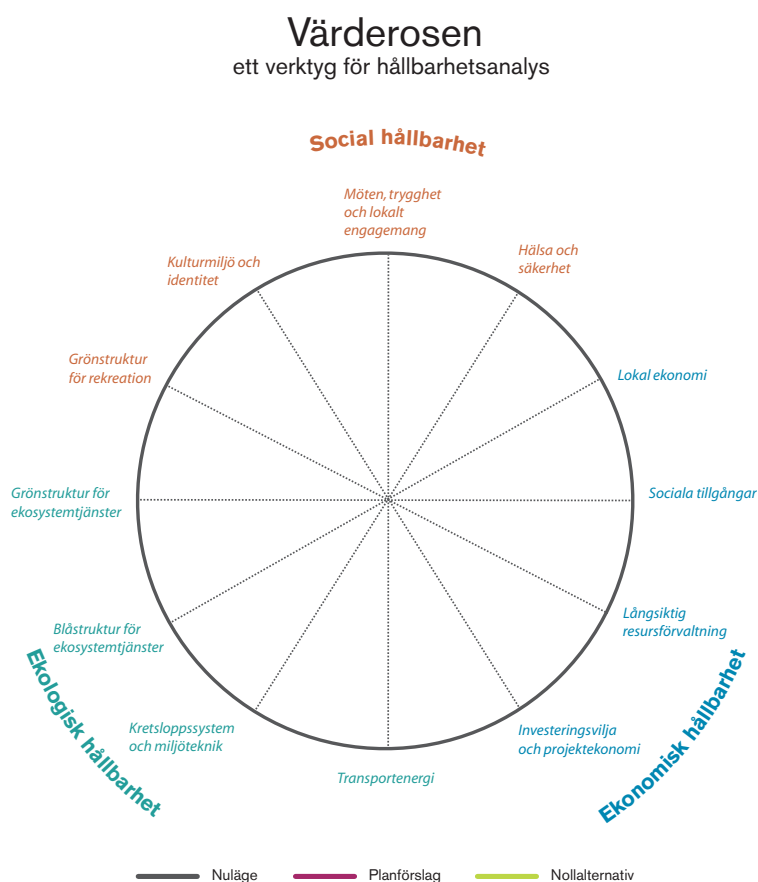 Värderosen
ett verktyg för hållbarhetsanalys
Social hållbarhet
Möten, trygghet
och lokalt
engagemang
Hälsa och
säkerhet
Lokal ekonomi
Sociala tillgångar
Långsiktig
resursförvaltning
Investeringsvilja
och projektekonomi
Ekonomisk hållbarhet
Transportenergi
Kretsloppssystem
och miljöteknik
Blåstruktur för
ekosystemtjänster
Ekologisk hållbarhet
Grönstruktur för
ekosystemtjänster
Grönstruktur
för rekreation
Kulturmiljö och
identitet
Nuläge
Planförslag
Nollalternativ